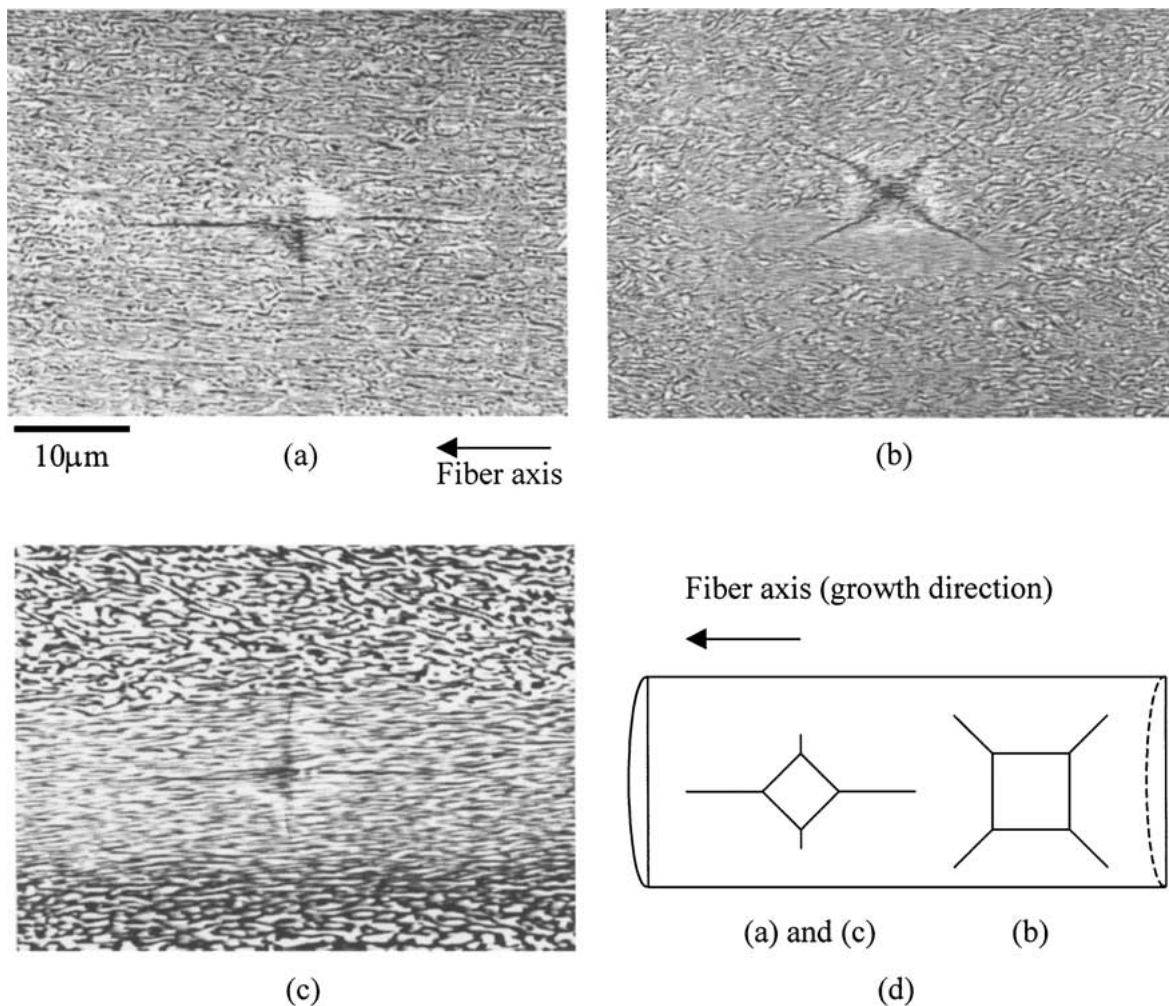 10μm
(a)
Fiber axis
(b)
(c)
Fiber axis (growth direction)
(a) and (c)
(b)
(d)